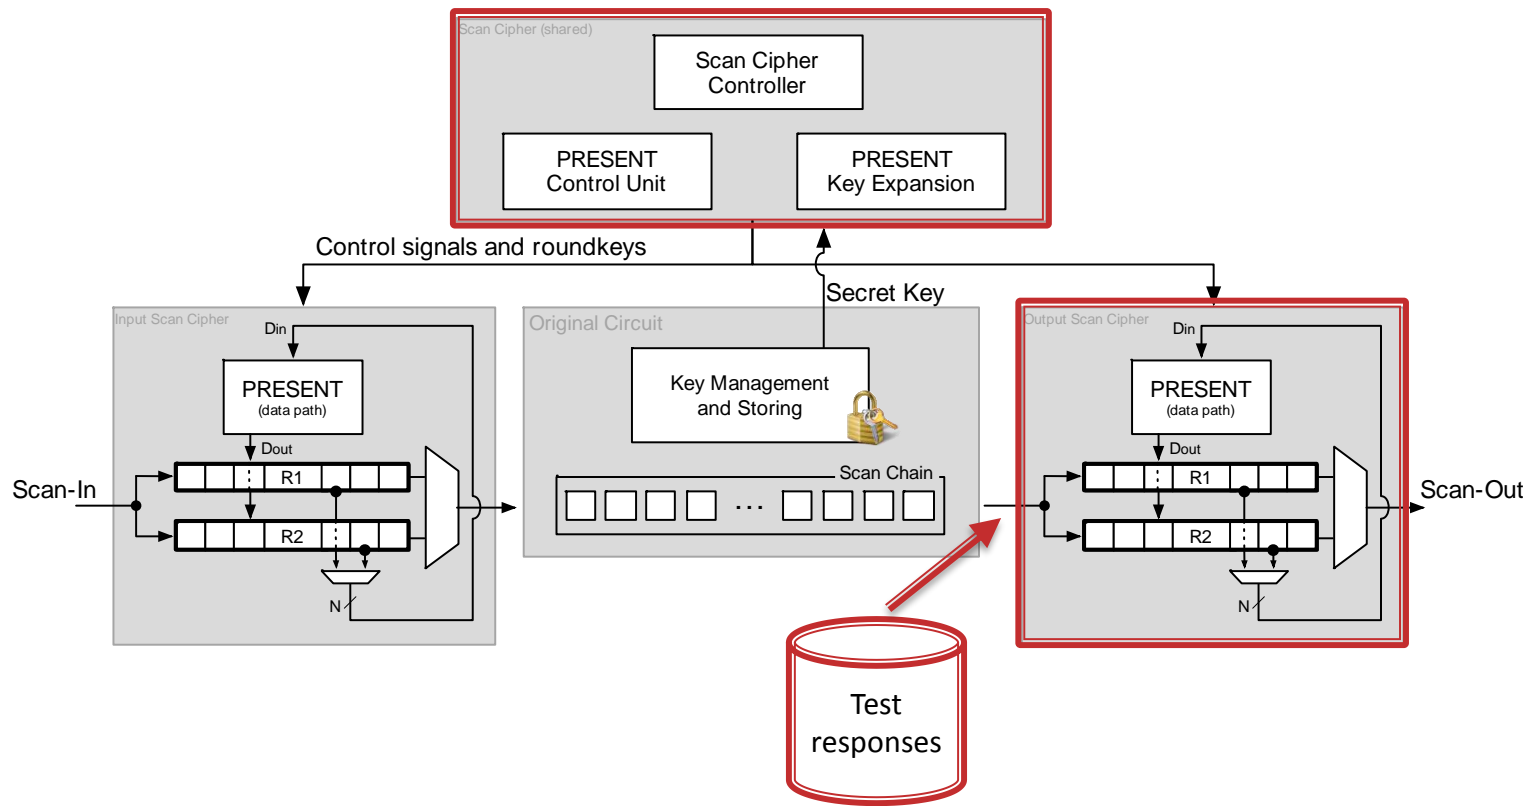 Scan Cipher (shared)
Scan Cipher
Controller
PRESENT
Control Unit
PRESENT
Key Expansion
Control signals and roundkeys
Secret Key
Input Scan Cipher
Din
PRESENT
(data path)
Dout
Scan-In
R1
R2
N
Original Circuit
Key Management
and Storing
Scan Chain
...
Output Scan Cipher
Din
PRESENT
(data path)
Dout
R1
R2
N
Scan-Out
Test
responses